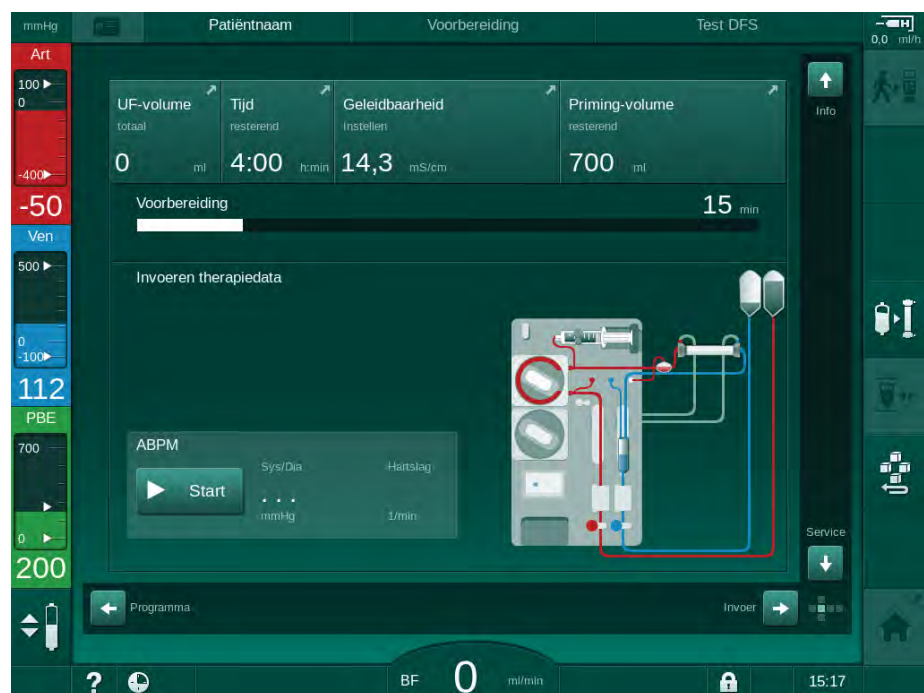 mmHg
Patiëntnaam
Voorbereiding
Test DFS
0,0 ml/h
Art
100
0
-400
-50
Ven
500
0
-100
112
PBE
700
0
200
UF-volume
totaal
0 ml
Tijd
resterend
4:00 h:min
Geleidbaarheid
Instellen
14,3 mS/cm
Priming-volume
resterend
700 ml
Info
Voorbereiding
15 min
Invoeren therapiedata
ABPM
Start
Sys/Dia
Hartslag
. . .
mmHg
1/min
Service
Programma
Invoer
?
BF 0 ml/min
15:17